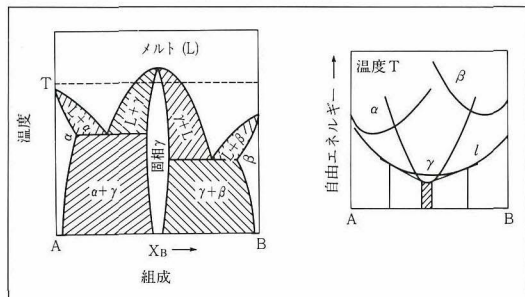 メルト (L)
T
温度
L+α
α
L+γ
固相γ
γ+L
L+β
β
α+γ
γ+β
A
X_B →
B
組成
温度T
自由エネルギー →
α
β
γ
l
A
B